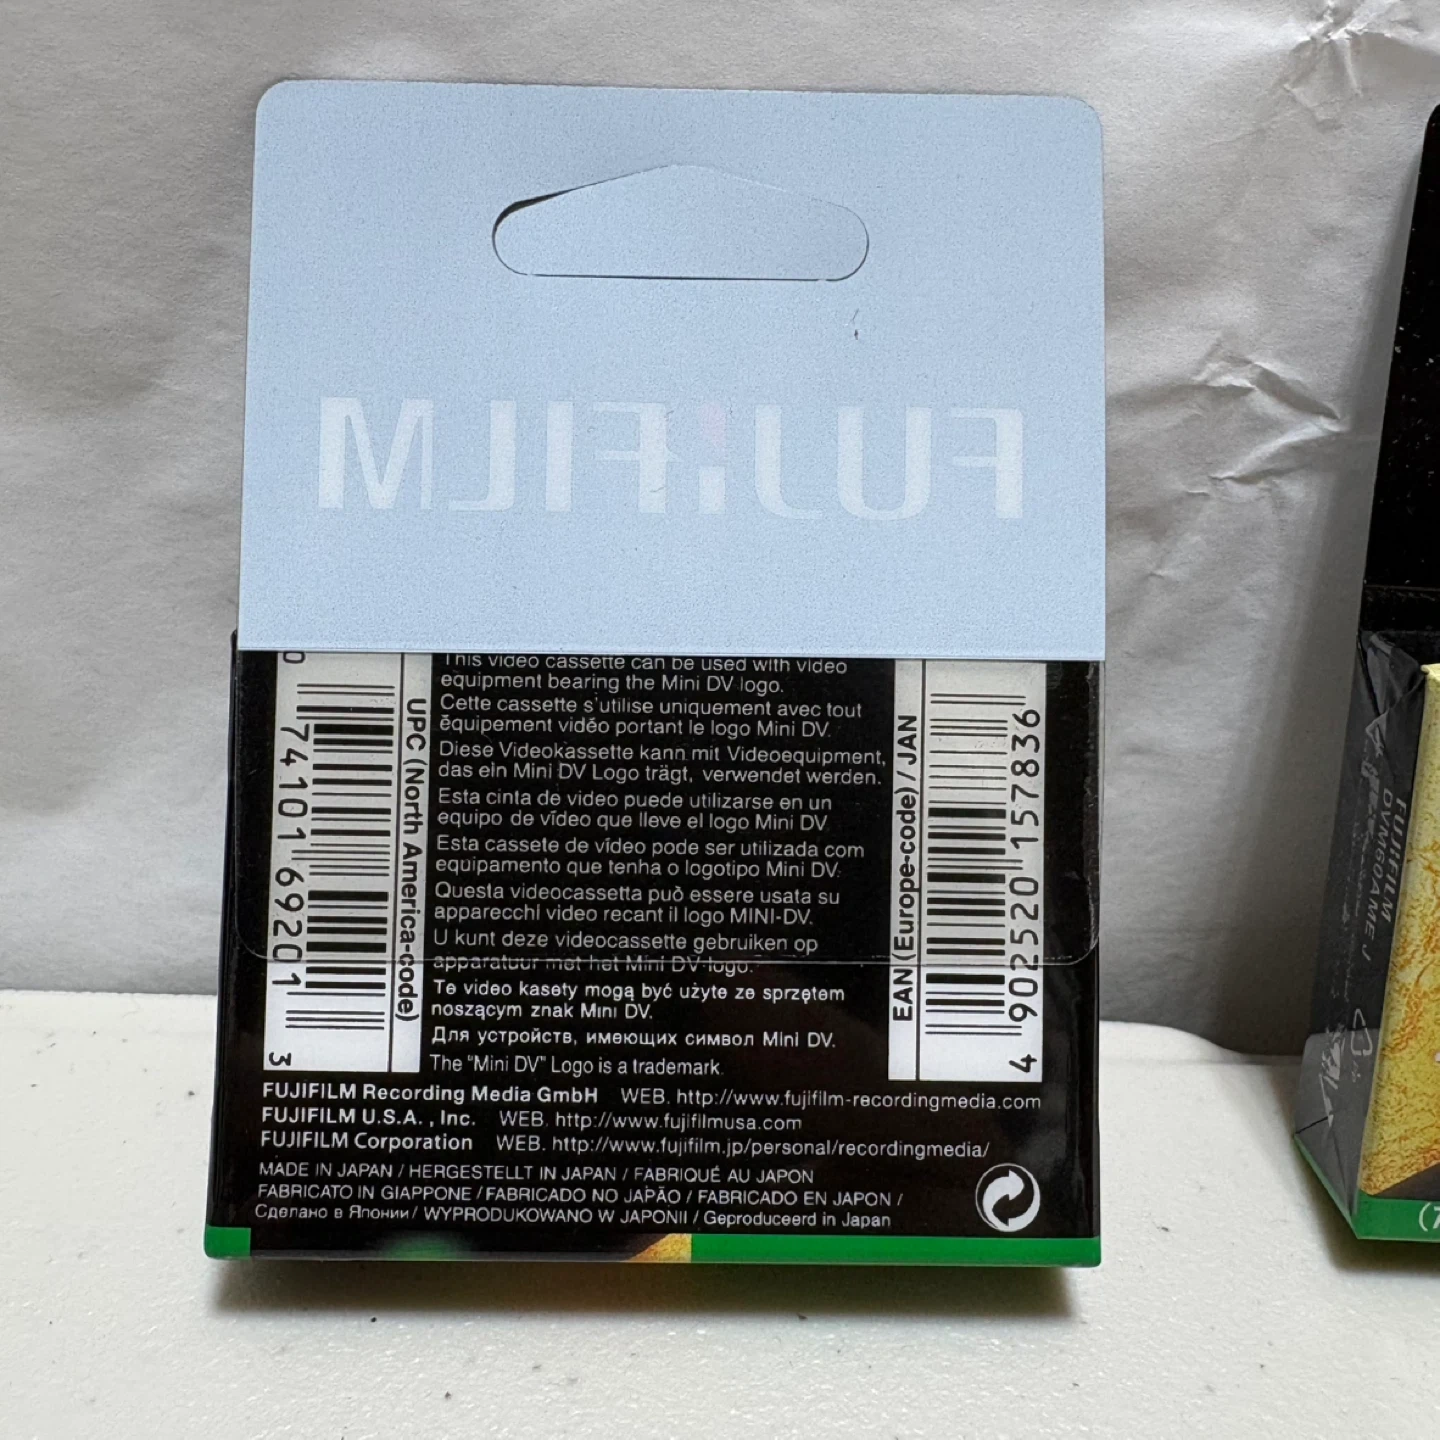 FUJIFILM
This video cassette can be used with video
equipment bearing the Mini DV logo.
Cette cassette s'utilise uniquement avec tout
équipement vidéo portant le logo Mini DV.
Diese Videokassette kann mit Videoequipment,
das ein Mini DV Logo trägt, verwendet werden.
Esta cinta de video puede utilizarse en un
equipo de vídeo que lleve el logo Mini DV
Esta cassete de vídeo pode ser utilizada com
equipamento que tenha o logotipo Mini DV.
Questa videocassetta può essere usata su
apparecchi video recant il logo MINI-DV.
U kunt deze videocassette gebruiken op
apparatuur met het Mini DV-logo.
Te video kasety mogą być użyte ze sprzętem
noszącym znak Mini DV.
Для устройств, имеющих символ Mini DV.
The "Mini DV" Logo is a trademark.
0 74101 69201 3
UPC (North America-code)
EAN (Europe-code) / JAN
4 902520 157836
FUJIFILM Recording Media GmbH WEB. http://www.fujifilm-recordingmedia.com
FUJIFILM U.S.A. , Inc. WEB. http://www.fujifilmusa.com
FUJIFILM Corporation WEB. http://www.fujifilm.jp/personal/recordingmedia/
MADE IN JAPAN / HERGESTELLT IN JAPAN / FABRIQUÉ AU JAPON
FABRICATO IN GIAPPONE / FABRICADO NO JAPÃO / FABRICADO EN JAPON /
Сделано в Японии / WYPRODUKOWANO W JAPONII / Geproduceerd in Japan
FUJIFILM
DVM60AME J
(7